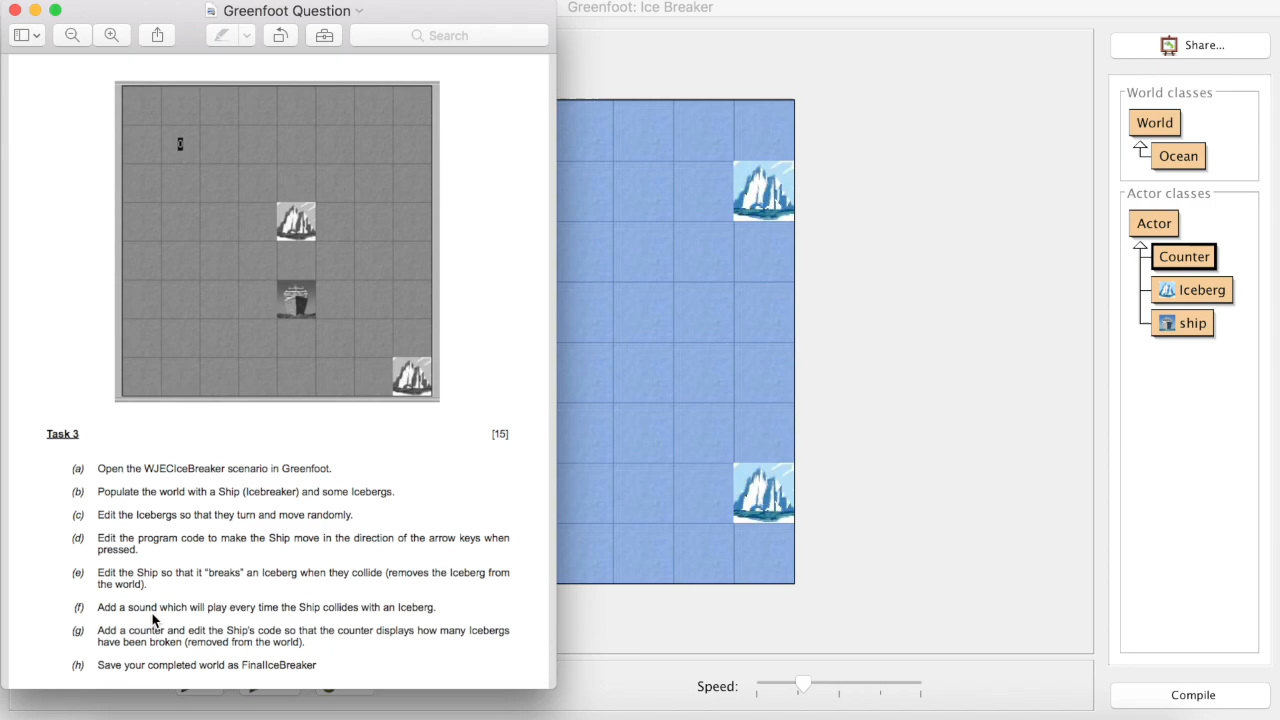 Greenfoot Question
Greenfoot: Ice Breaker
Search
Share...
World classes
World
Ocean
Actor classes
Actor
Counter
Iceberg
ship
0
Task 3 [15]
(a) Open the WJECIceBreaker scenario in Greenfoot.
(b) Populate the world with a Ship (Icebreaker) and some Icebergs.
(c) Edit the Icebergs so that they turn and move randomly.
(d) Edit the program code to make the Ship move in the direction of the arrow keys when
pressed.
(e) Edit the Ship so that it "breaks" an Iceberg when they collide (removes the Iceberg from
the world).
(f) Add a sound which will play every time the Ship collides with an Iceberg.
(g) Add a counter and edit the Ship's code so that the counter displays how many Icebergs
have been broken (removed from the world).
(h) Save your completed world as FinalIceBreaker
Speed:
Compile